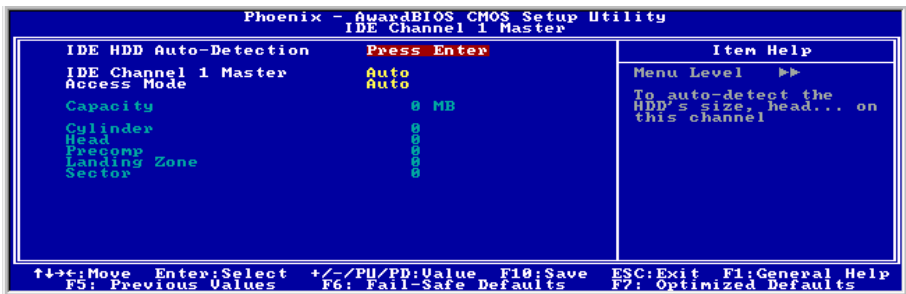 Phoenix - AwardBIOS CMOS Setup Utility
IDE Channel 1 Master
IDE HDD Auto-Detection Press Enter
IDE Channel 1 Master Auto
Access Mode Auto
Capacity 0 MB
Cylinder 0
Head 0
Precomp 0
Landing Zone 0
Sector 0
Item Help
Menu Level ►►
To auto-detect the
HDD's size, head... on
this channel
↑↓→←:Move Enter:Select +/-/PU/PD:Value F10:Save ESC:Exit F1:General Help
F5: Previous Values F6: Fail-Safe Defaults F7: Optimized Defaults